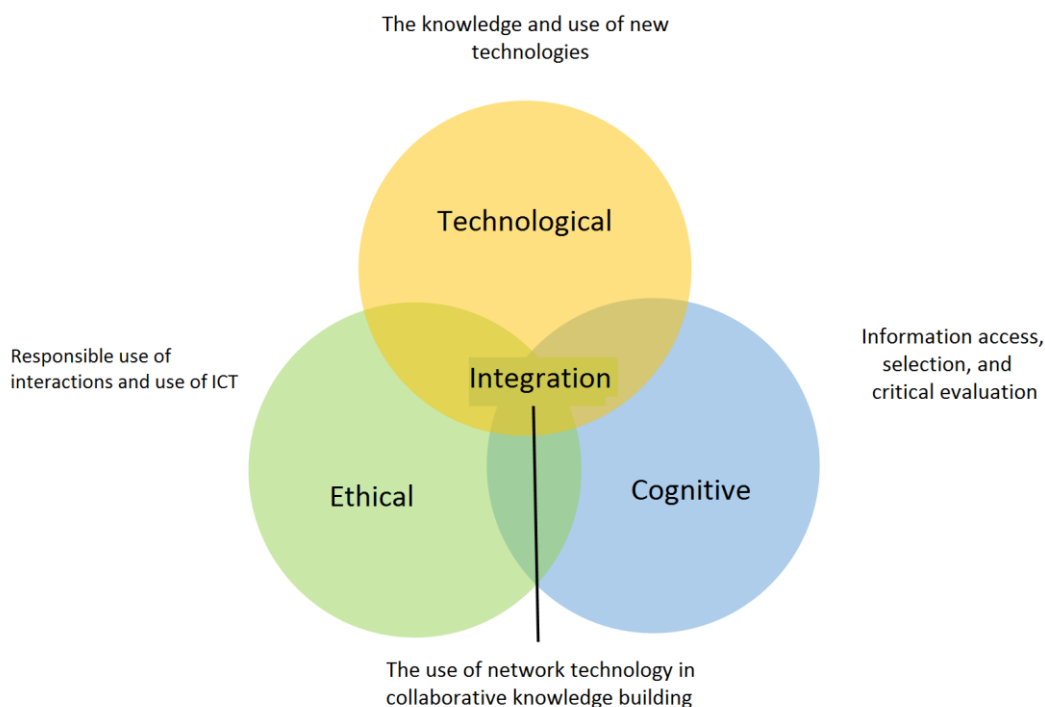 The knowledge and use of new
technologies
Technological
Responsible use of
interactions and use of ICT
Information access,
selection, and
critical evaluation
Integration
Ethical
Cognitive
The use of network technology in
collaborative knowledge building